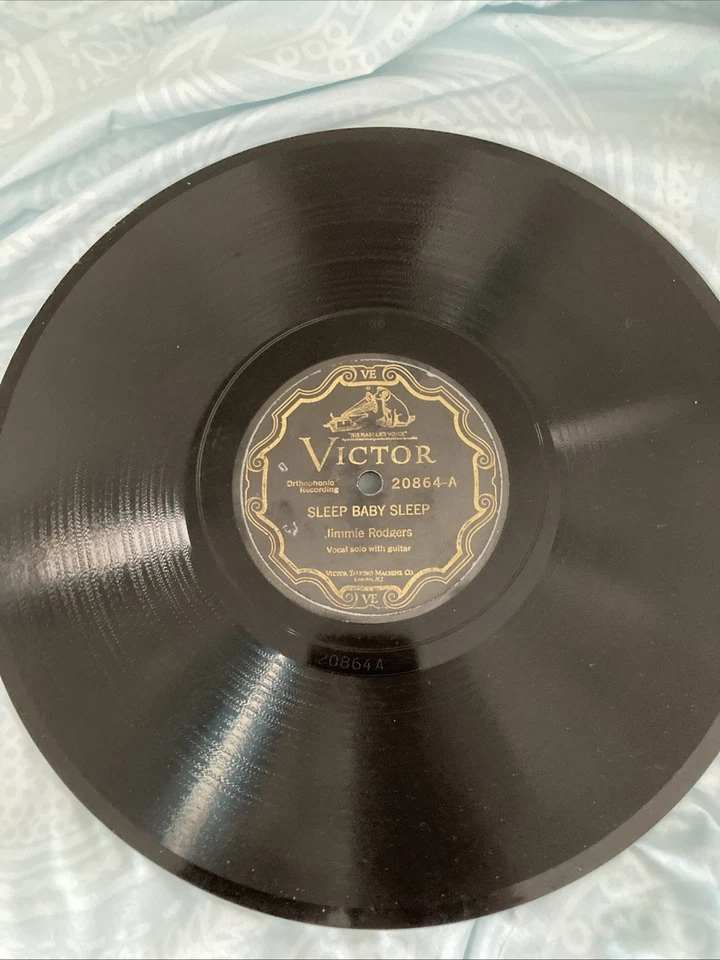 VE
"HIS MASTER'S VOICE"
VICTOR
Orthophonic
Recording
20864-A
SLEEP BABY SLEEP
Jimmie Rodgers
Vocal solo with guitar
VICTOR TALKING MACHINE CO.
Camden, N.J.
VE
20864A